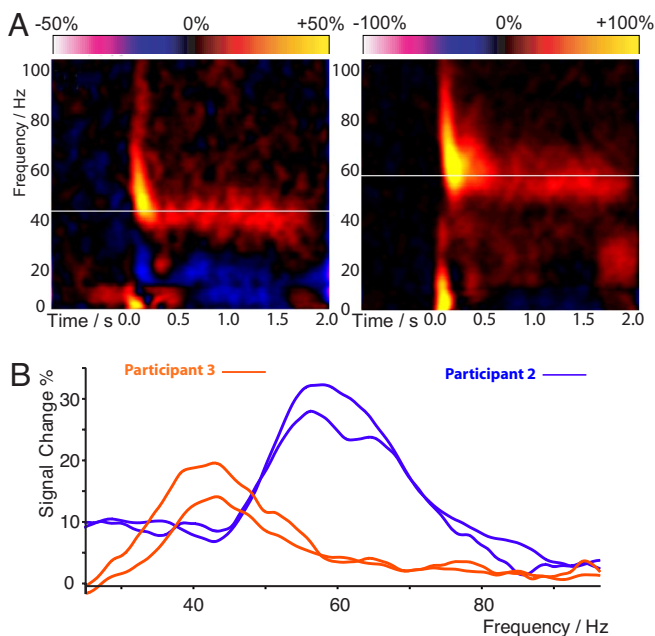 A
-50% 0% +50%
-100% 0% +100%
Frequency / Hz
100
80
60
40
20
0
Time / s 0.0 0.5 1.0 1.5 2.0
100
80
60
40
20
0
Time / s 0.0 0.5 1.0 1.5 2.0
B
Participant 3
Participant 2
Signal Change %
30
20
10
0
40 60 80
Frequency / Hz